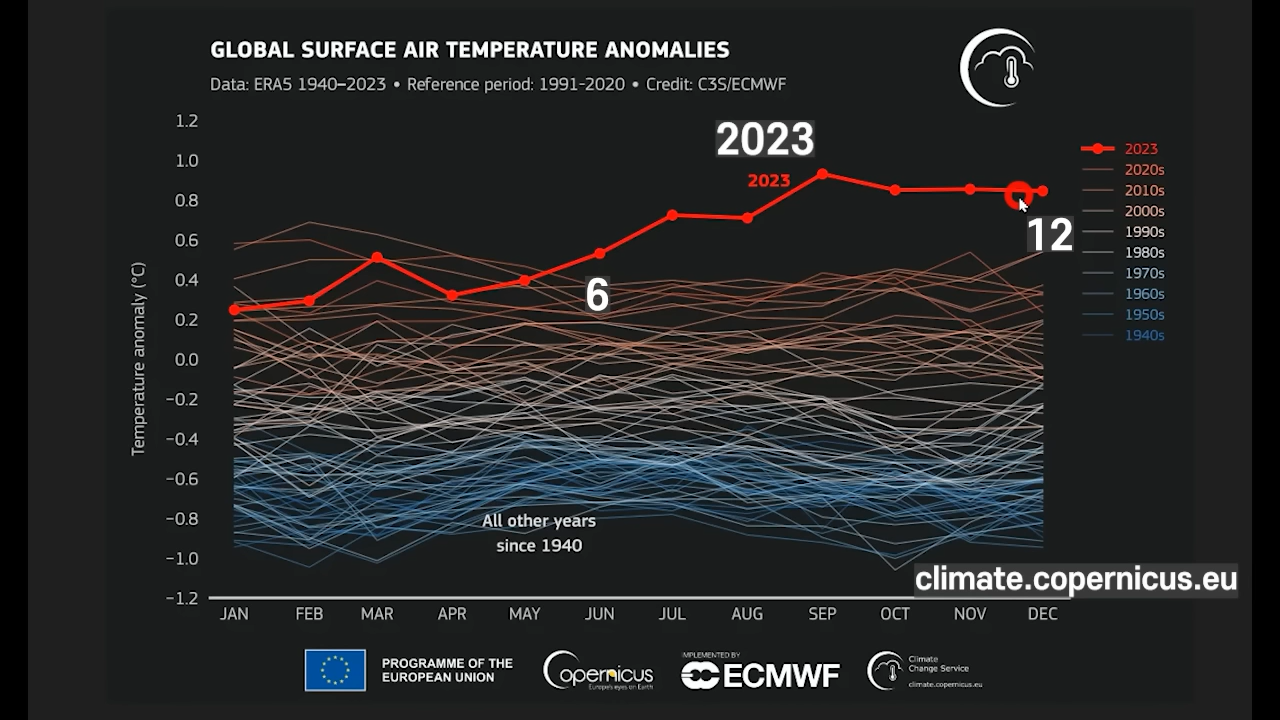 GLOBAL SURFACE AIR TEMPERATURE ANOMALIES
Data: ERA5 1940–2023 • Reference period: 1991-2020 • Credit: C3S/ECMWF
Temperature anomaly (°C)
1.2
1.0
0.8
0.6
0.4
0.2
0.0
−0.2
−0.4
−0.6
−0.8
−1.0
−1.2
2023
2023
6
12
2023
2020s
2010s
2000s
1990s
1980s
1970s
1960s
1950s
1940s
All other years
since 1940
climate.copernicus.eu
JAN FEB MAR APR MAY JUN JUL AUG SEP OCT NOV DEC
PROGRAMME OF THE
EUROPEAN UNION
Copernicus
Europe's eyes on Earth
IMPLEMENTED BY
ECMWF
Climate
Change Service
climate.copernicus.eu